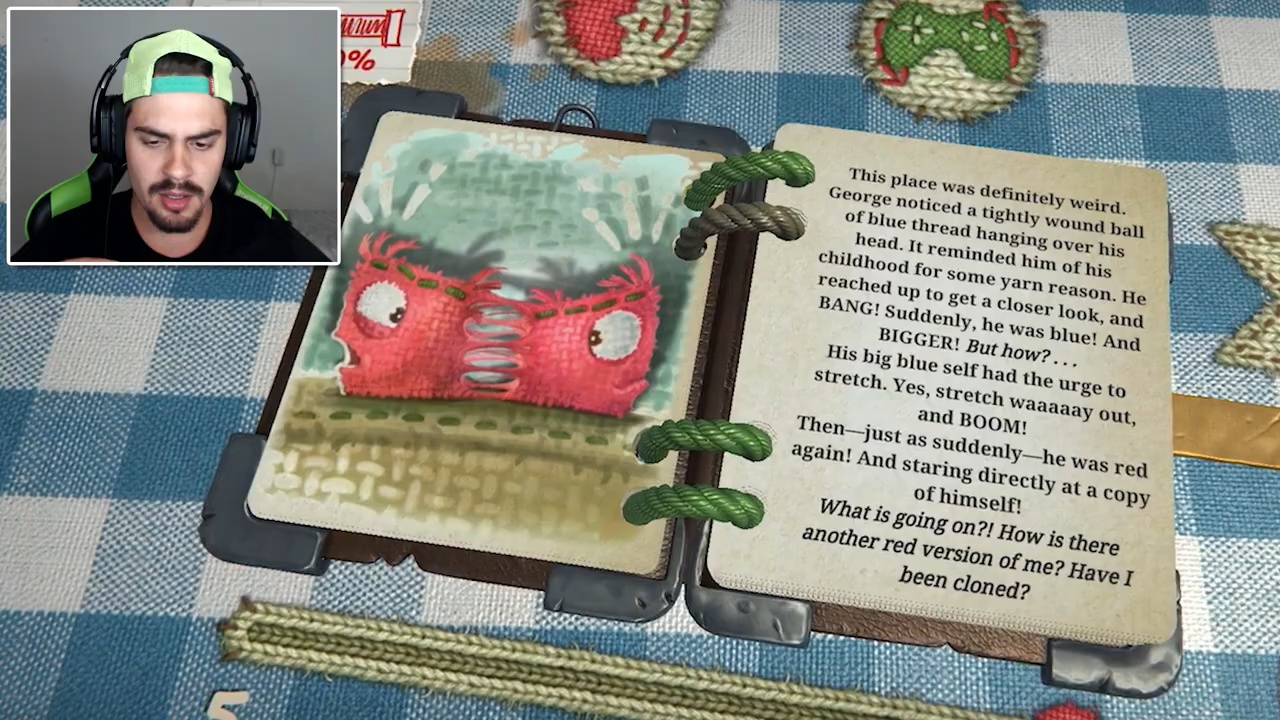 0%
This place was definitely weird.
George noticed a tightly wound ball
of blue thread hanging over his
head. It reminded him of his
childhood for some yarn reason. He
reached up to get a closer look, and
BANG! Suddenly, he was blue! And
BIGGER! But how? . . .
His big blue self had the urge to
stretch. Yes, stretch waaaaay out,
and BOOM!
Then—just as suddenly—he was red
again! And staring directly at a copy
of himself!
What is going on?! How is there
another red version of me? Have I
been cloned?
5